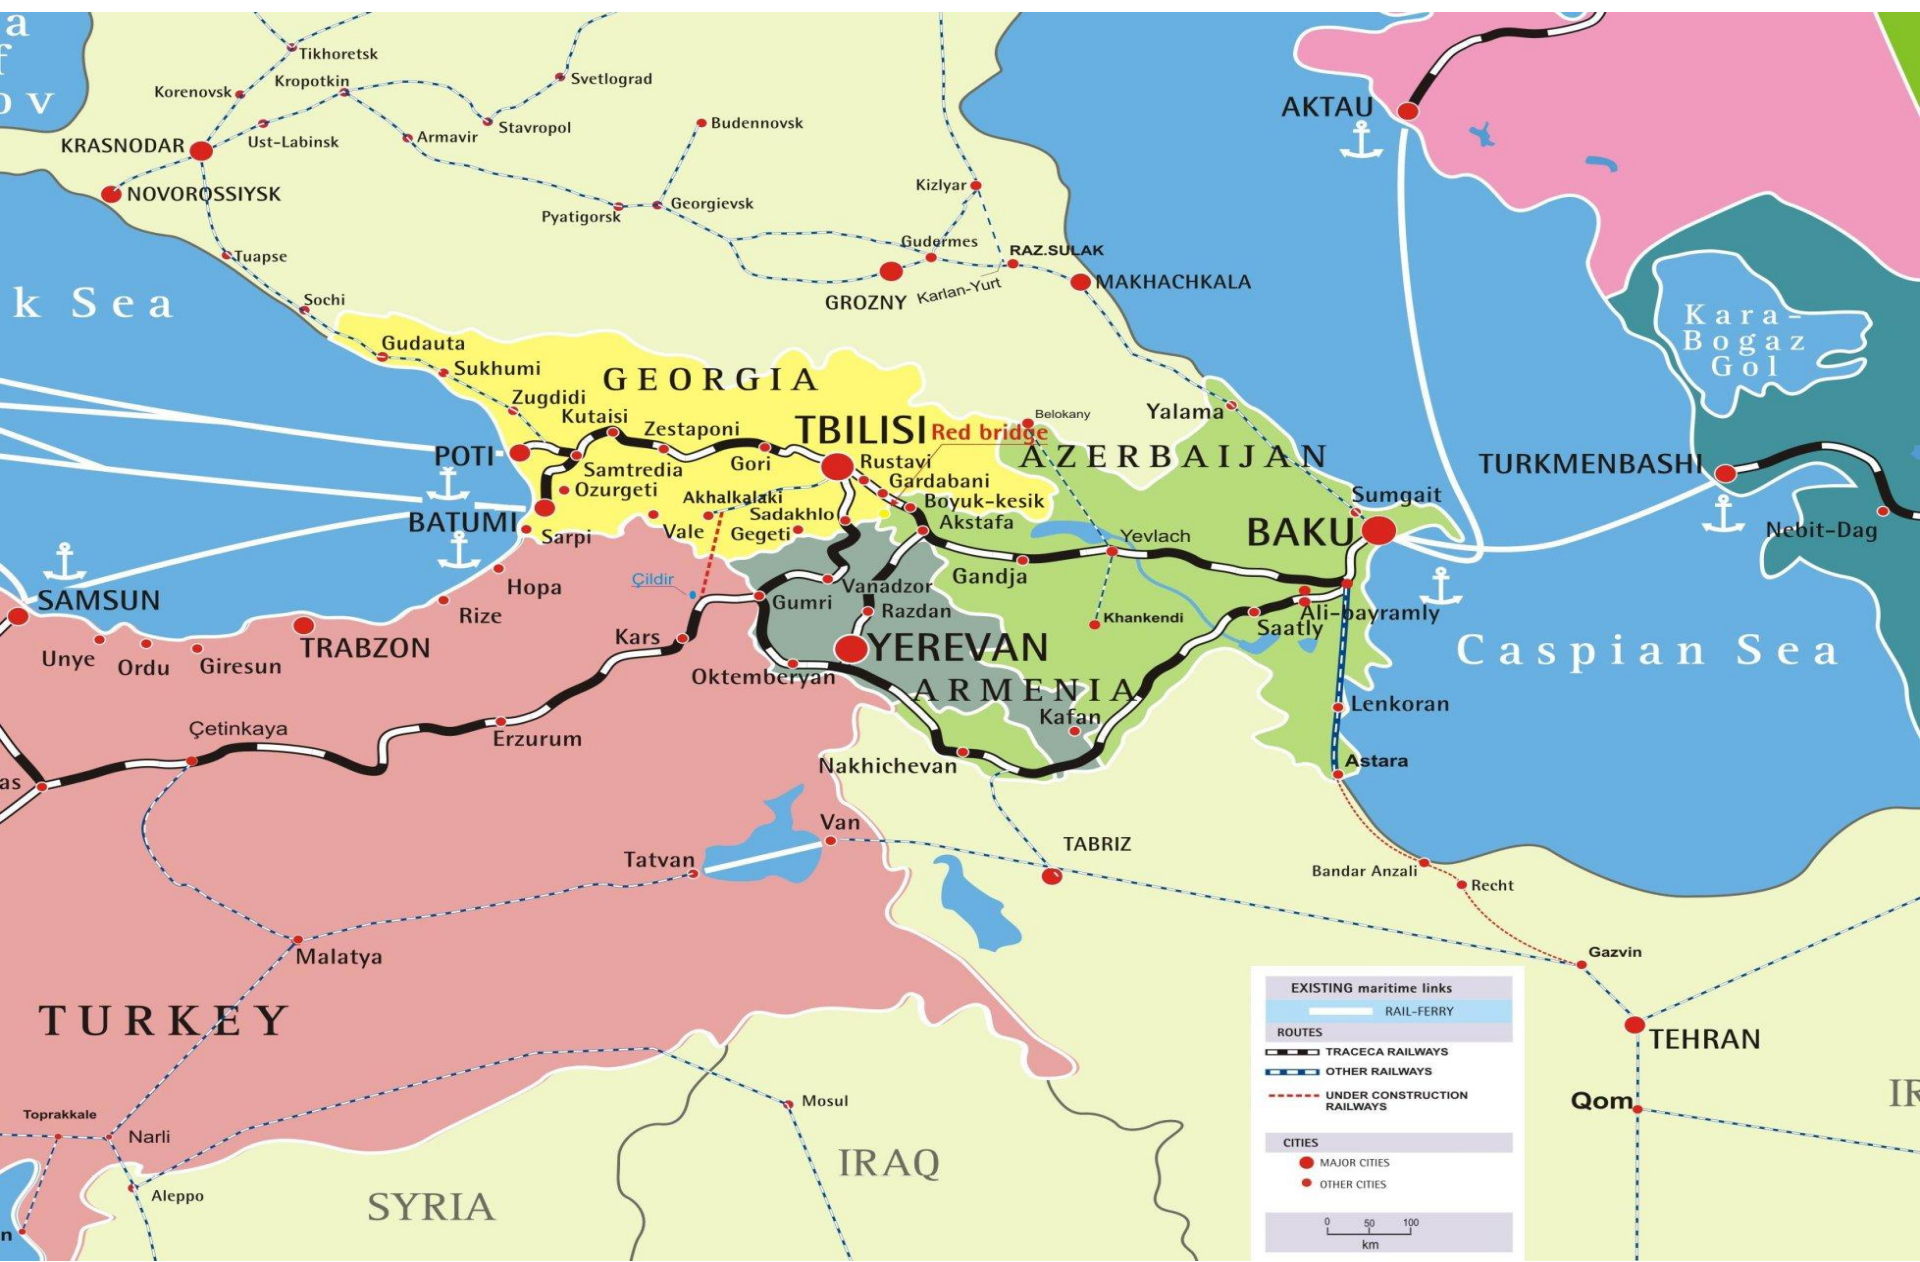 a
f
o v
Tikhoretsk
Svetlograd
Kropotkin
Korenovsk
Ust-Labinsk
Stavropol
Armavir
Budennovsk
KRASNODAR
NOVOROSSIYSK
AKTAU
Kizlyar
Pyatigorsk
Georgievsk
Tuapse
Gudermes
RAZ.SULAK
GROZNY
Karlan-Yurt
MAKHACHKALA
k Sea
Sochi
Kara-
Bogaz
Gol
Gudauta
Sukhumi
GEORGIA
Zugdidi
Kutaisi
Zestaponi
TBILISI
Red bridge
Belokany
Yalama
AZERBAIJAN
POTI
Samtredia
Gori
Rustavi
Gardabani
TURKMENBASHI
Ozurgeti
Akhalkalaki
Boyuk-kesik
Sumgait
BATUMI
Sarpi
Vale
Sadakhlo
Gegeti
Akstafa
Yevlach
BAKU
Nebit-Dag
Hopa
Çildir
Vanadzor
Gandja
SAMSUN
Rize
Gumri
Razdan
Khankendi
Ali-bayramly
Saatly
Unye
Ordu
Giresun
TRABZON
Kars
YEREVAN
Caspian Sea
Oktemberyan
ARMENIA
Kafan
Lenkoran
Çetinkaya
Erzurum
Nakhichevan
Astara
as
Van
TABRIZ
Tatvan
Bandar Anzali
Recht
Malatya
Gazvin
TURKEY
TEHRAN
IR
Qom
Toprakkale
Narli
Mosul
Aleppo
SYRIA
IRAQ
n
EXISTING maritime links
RAIL-FERRY
ROUTES
TRACECA RAILWAYS
OTHER RAILWAYS
UNDER CONSTRUCTION
RAILWAYS
CITIES
MAJOR CITIES
OTHER CITIES
0 50 100
km